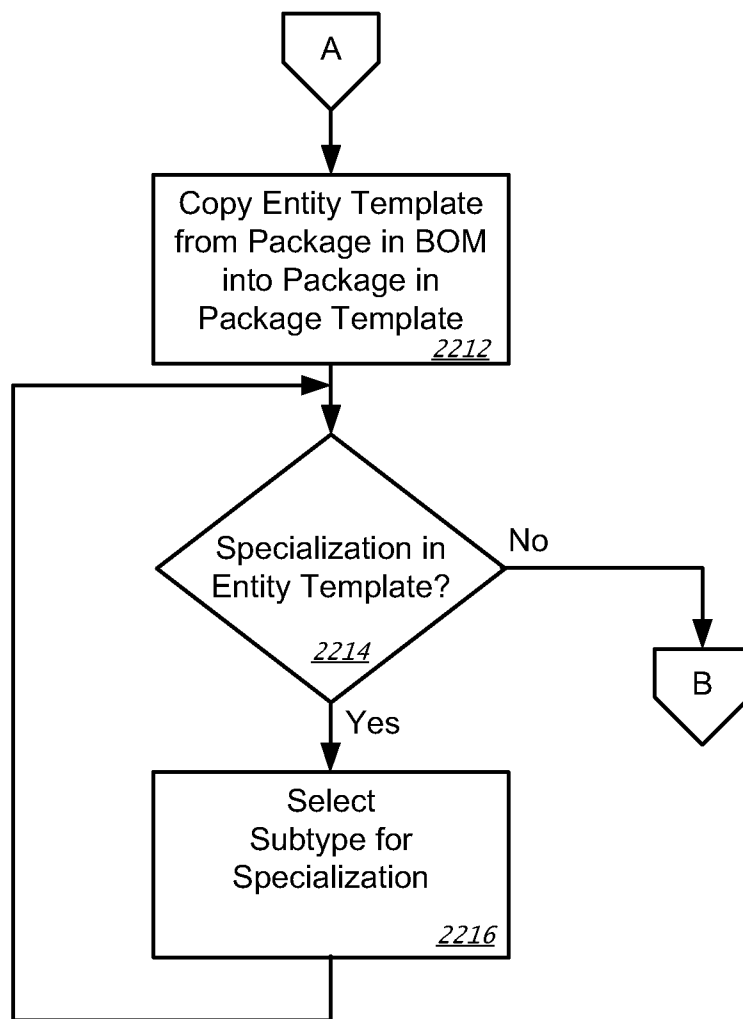 A
Copy Entity Template
from Package in BOM
into Package in
Package Template
2212
Specialization in
Entity Template?
2214
No
B
Yes
Select
Subtype for
Specialization
2216